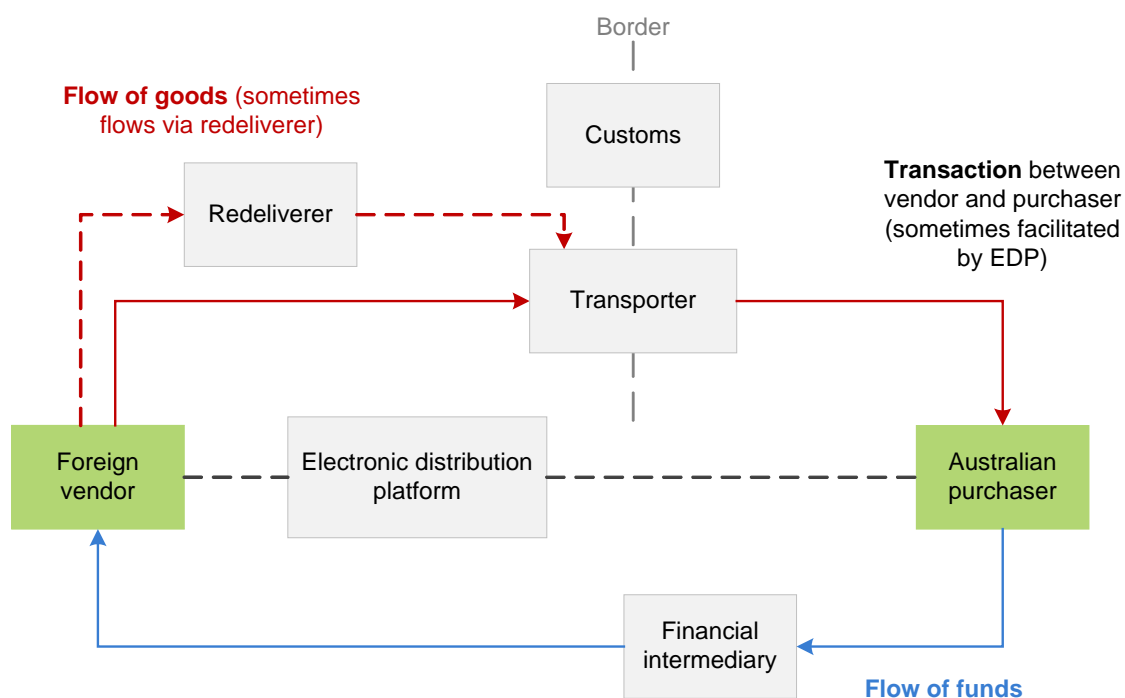 Border
Flow of goods (sometimes
flows via redeliverer)
Customs
Transaction between
vendor and purchaser
(sometimes facilitated
by EDP)
Redeliverer
Transporter
Foreign
vendor
Electronic distribution
platform
Australian
purchaser
Financial
intermediary
Flow of funds